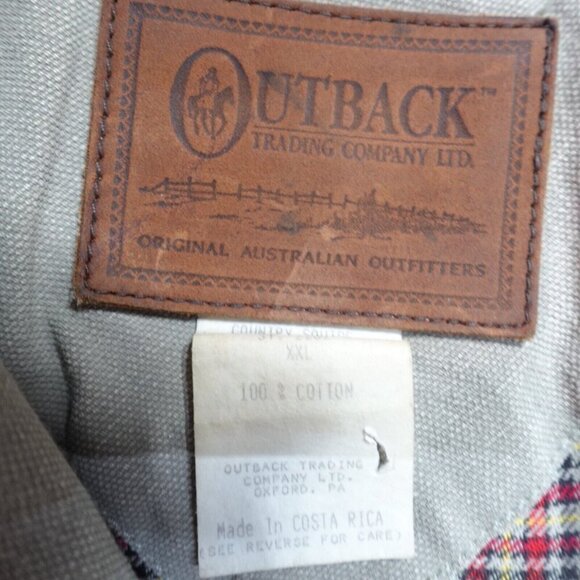 OUTBACK™
TRADING COMPANY LTD.
ORIGINAL AUSTRALIAN OUTFITTERS
XXL
100 % COTTON
OUTBACK TRADING
COMPANY LTD.
OXFORD, PA
Made In COSTA RICA
(SEE REVERSE FOR CARE)